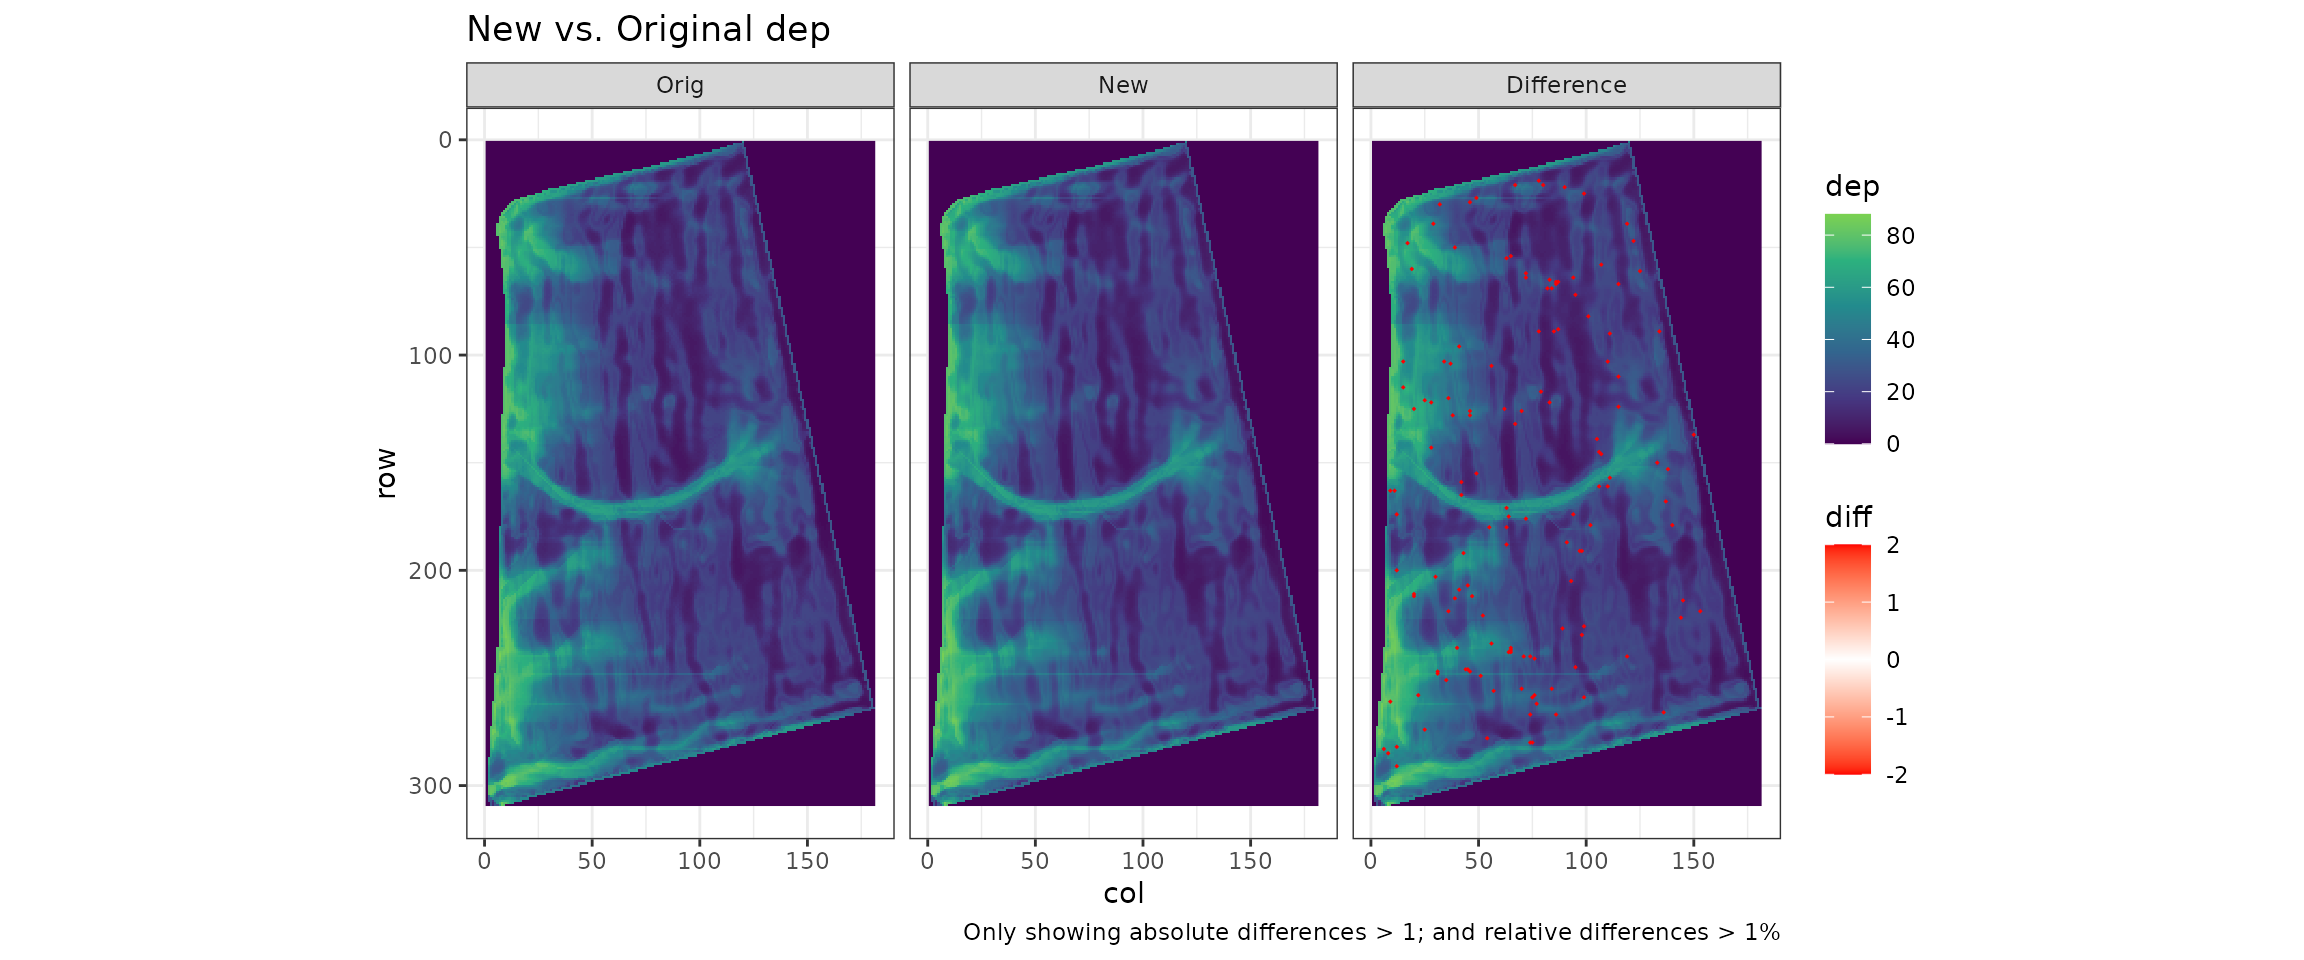 New vs. Original dep
Orig
New
Difference
0
100
200
300
row
0 50 100 150
0 50 100 150
0 50 100 150
col
dep
80
60
40
20
0
diff
2
1
0
-1
-2
Only showing absolute differences > 1; and relative differences > 1%